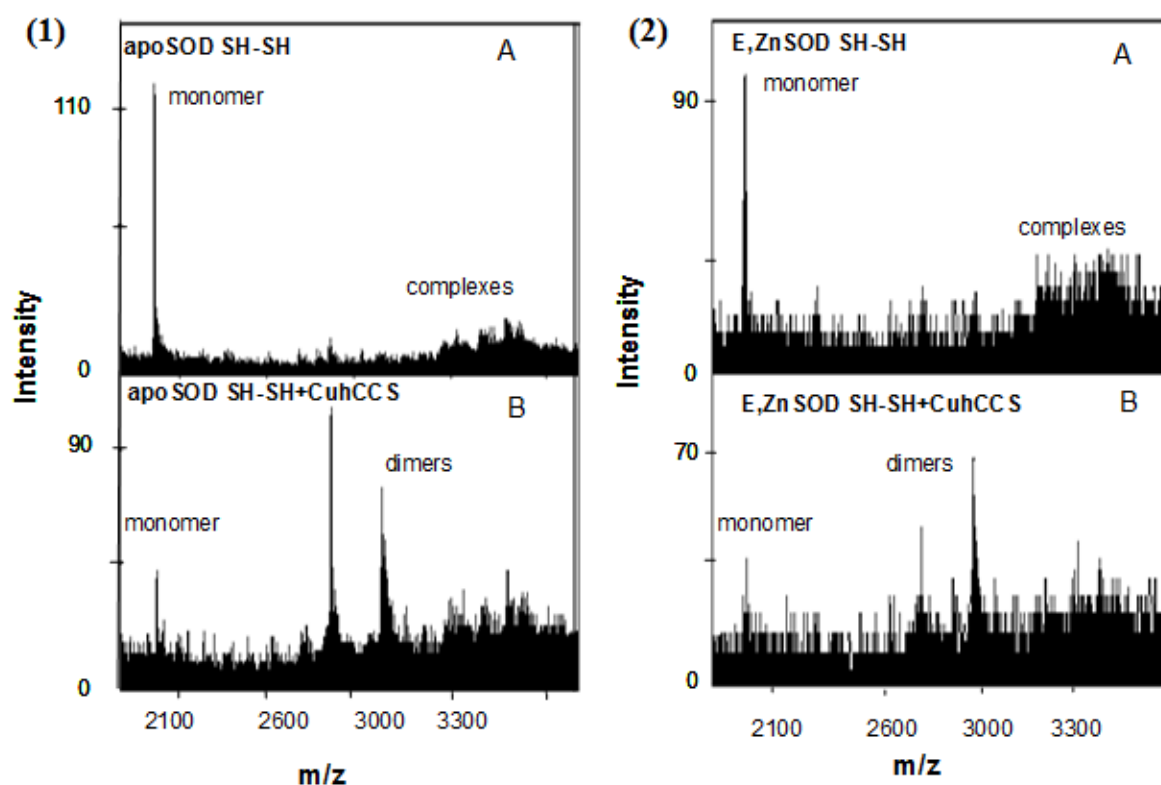 (1)
apoSOD SH-SH
A
monomer
110
complexes
Intensity
0
apoSOD SH-SH+CuhCCS
B
90
dimers
monomer
0
2100 2600 3000 3300
m/z
(2)
E,ZnSOD SH-SH
A
monomer
90
complexes
Intensity
0
E,ZnSOD SH-SH+CuhCCS
B
70
dimers
monomer
0
2100 2600 3000 3300
m/z